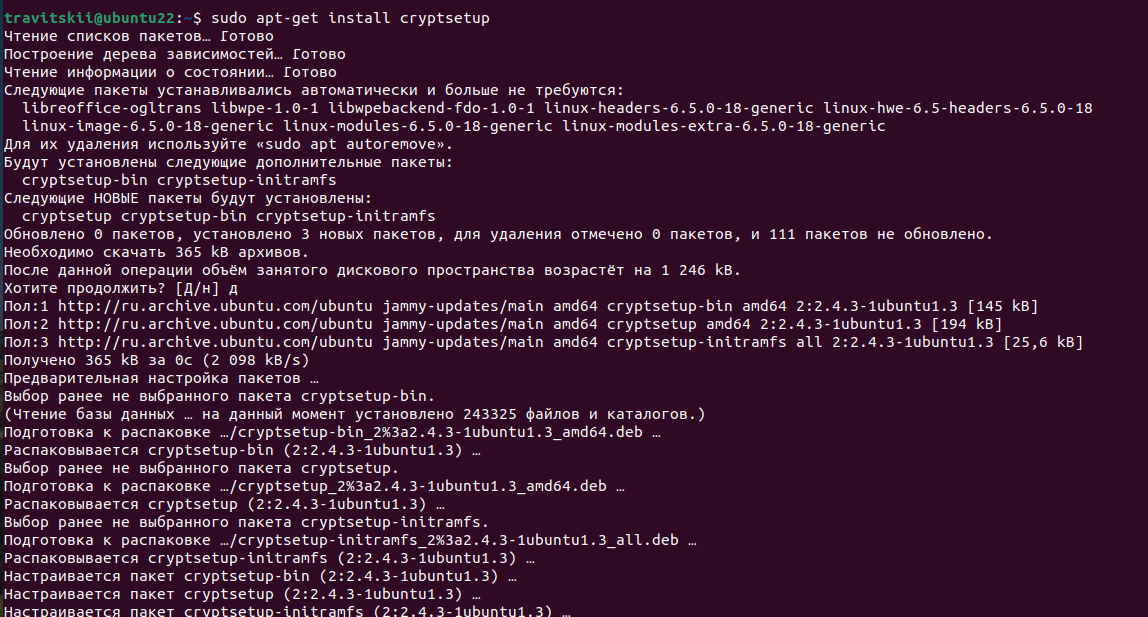 travitskii@ubuntu22:~$ sudo apt-get install cryptsetup
Чтение списков пакетов… Готово
Построение дерева зависимостей… Готово
Чтение информации о состоянии… Готово
Следующие пакеты устанавливались автоматически и больше не требуются:
  libreoffice-ogltrans libwpe-1.0-1 libwpebackend-fdo-1.0-1 linux-headers-6.5.0-18-generic linux-hwe-6.5-headers-6.5.0-18
  linux-image-6.5.0-18-generic linux-modules-6.5.0-18-generic linux-modules-extra-6.5.0-18-generic
Для их удаления используйте «sudo apt autoremove».
Будут установлены следующие дополнительные пакеты:
  cryptsetup-bin cryptsetup-initramfs
Следующие НОВЫЕ пакеты будут установлены:
  cryptsetup cryptsetup-bin cryptsetup-initramfs
Обновлено 0 пакетов, установлено 3 новых пакетов, для удаления отмечено 0 пакетов, и 111 пакетов не обновлено.
Необходимо скачать 365 kB архивов.
После данной операции объём занятого дискового пространства возрастёт на 1 246 kB.
Хотите продолжить? [Д/н] д
Пол:1 http://ru.archive.ubuntu.com/ubuntu jammy-updates/main amd64 cryptsetup-bin amd64 2:2.4.3-1ubuntu1.3 [145 kB]
Пол:2 http://ru.archive.ubuntu.com/ubuntu jammy-updates/main amd64 cryptsetup amd64 2:2.4.3-1ubuntu1.3 [194 kB]
Пол:3 http://ru.archive.ubuntu.com/ubuntu jammy-updates/main amd64 cryptsetup-initramfs all 2:2.4.3-1ubuntu1.3 [25,6 kB]
Получено 365 kB за 0с (2 098 kB/s)
Предварительная настройка пакетов …
Выбор ранее не выбранного пакета cryptsetup-bin.
(Чтение базы данных … на данный момент установлено 243325 файлов и каталогов.)
Подготовка к распаковке …/cryptsetup-bin_2%3a2.4.3-1ubuntu1.3_amd64.deb …
Распаковывается cryptsetup-bin (2:2.4.3-1ubuntu1.3) …
Выбор ранее не выбранного пакета cryptsetup.
Подготовка к распаковке …/cryptsetup_2%3a2.4.3-1ubuntu1.3_amd64.deb …
Распаковывается cryptsetup (2:2.4.3-1ubuntu1.3) …
Выбор ранее не выбранного пакета cryptsetup-initramfs.
Подготовка к распаковке …/cryptsetup-initramfs_2%3a2.4.3-1ubuntu1.3_all.deb …
Распаковывается cryptsetup-initramfs (2:2.4.3-1ubuntu1.3) …
Настраивается пакет cryptsetup-bin (2:2.4.3-1ubuntu1.3) …
Настраивается пакет cryptsetup (2:2.4.3-1ubuntu1.3) …
Настраивается пакет cryptsetup-initramfs (2:2.4.3-1ubuntu1.3) …